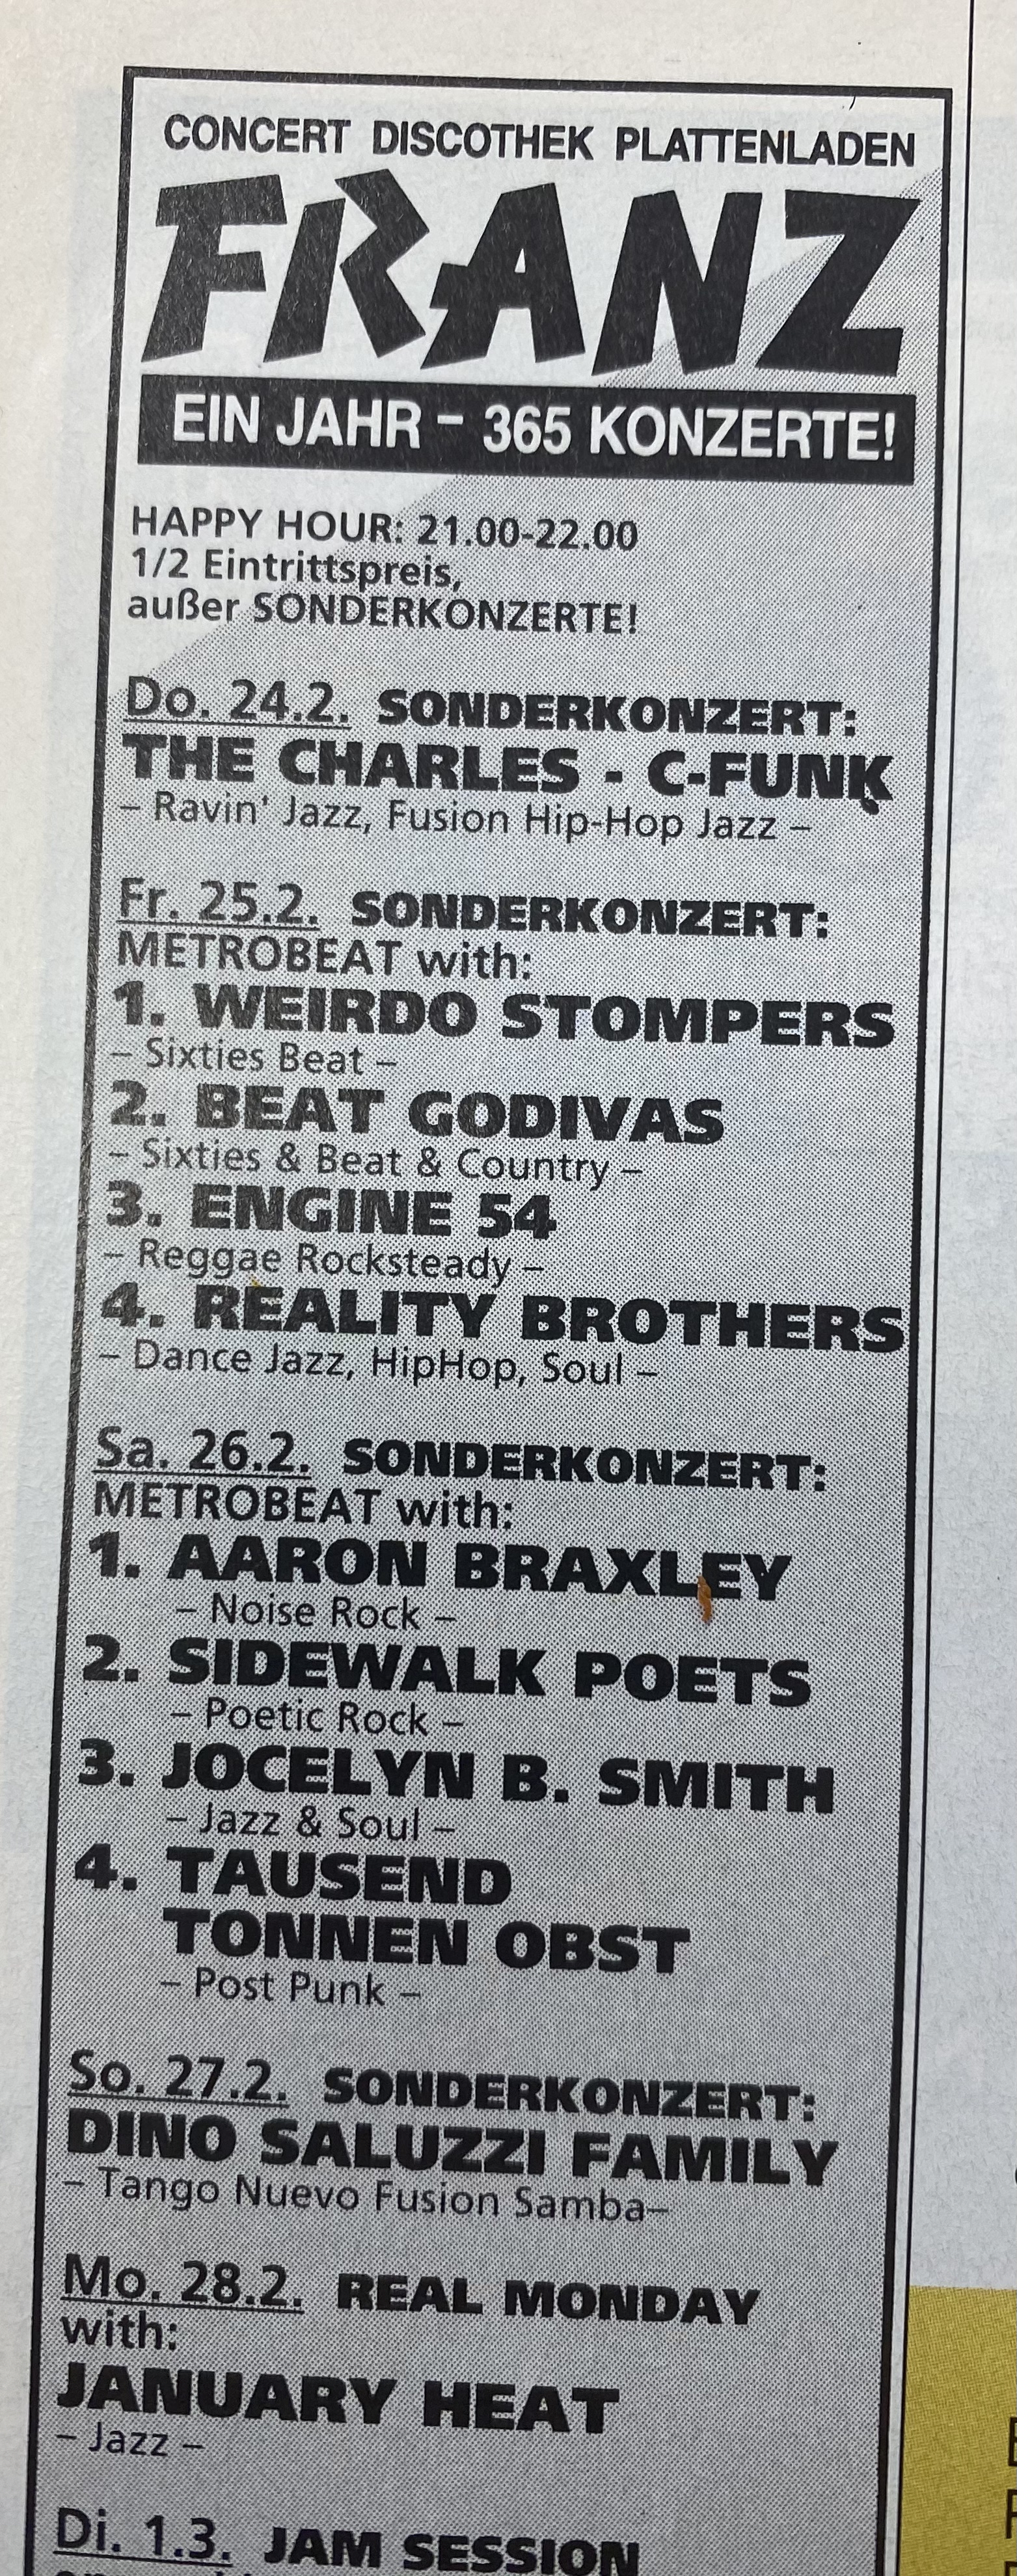 CONCERT DISCOTHEK PLATTENLADEN
FRANZ
EIN JAHR – 365 KONZERTE!
HAPPY HOUR: 21.00-22.00
1/2 Eintrittspreis,
außer SONDERKONZERTE!
Do. 24.2. SONDERKONZERT:
THE CHARLES - C-FUNK
– Ravin' Jazz, Fusion Hip-Hop Jazz –
Fr. 25.2. SONDERKONZERT:
METROBEAT with:
1. WEIRDO STOMPERS
– Sixties Beat –
2. BEAT GODIVAS
– Sixties & Beat & Country –
3. ENGINE 54
– Reggae Rocksteady –
4. REALITY BROTHERS
– Dance Jazz, HipHop, Soul –
Sa. 26.2. SONDERKONZERT:
METROBEAT with:
1. AARON BRAXLEY
– Noise Rock –
2. SIDEWALK POETS
– Poetic Rock –
3. JOCELYN B. SMITH
– Jazz & Soul –
4. TAUSEND
TONNEN OBST
– Post Punk –
So. 27.2. SONDERKONZERT:
DINO SALUZZI FAMILY
– Tango Nuevo Fusion Samba–
Mo. 28.2. REAL MONDAY
with:
JANUARY HEAT
– Jazz –
Di. 1.3. JAM SESSION